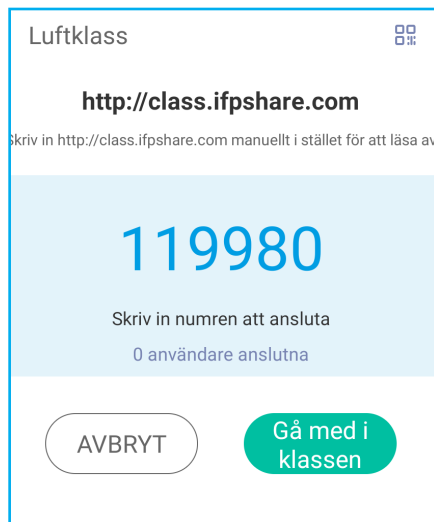 Luftklass
http://class.ifpshare.com
Skriv in http://class.ifpshare.com manuellt i stället för att läsa av
119980
Skriv in numren att ansluta
0 användare anslutna
AVBRYT
Gå med i
klassen